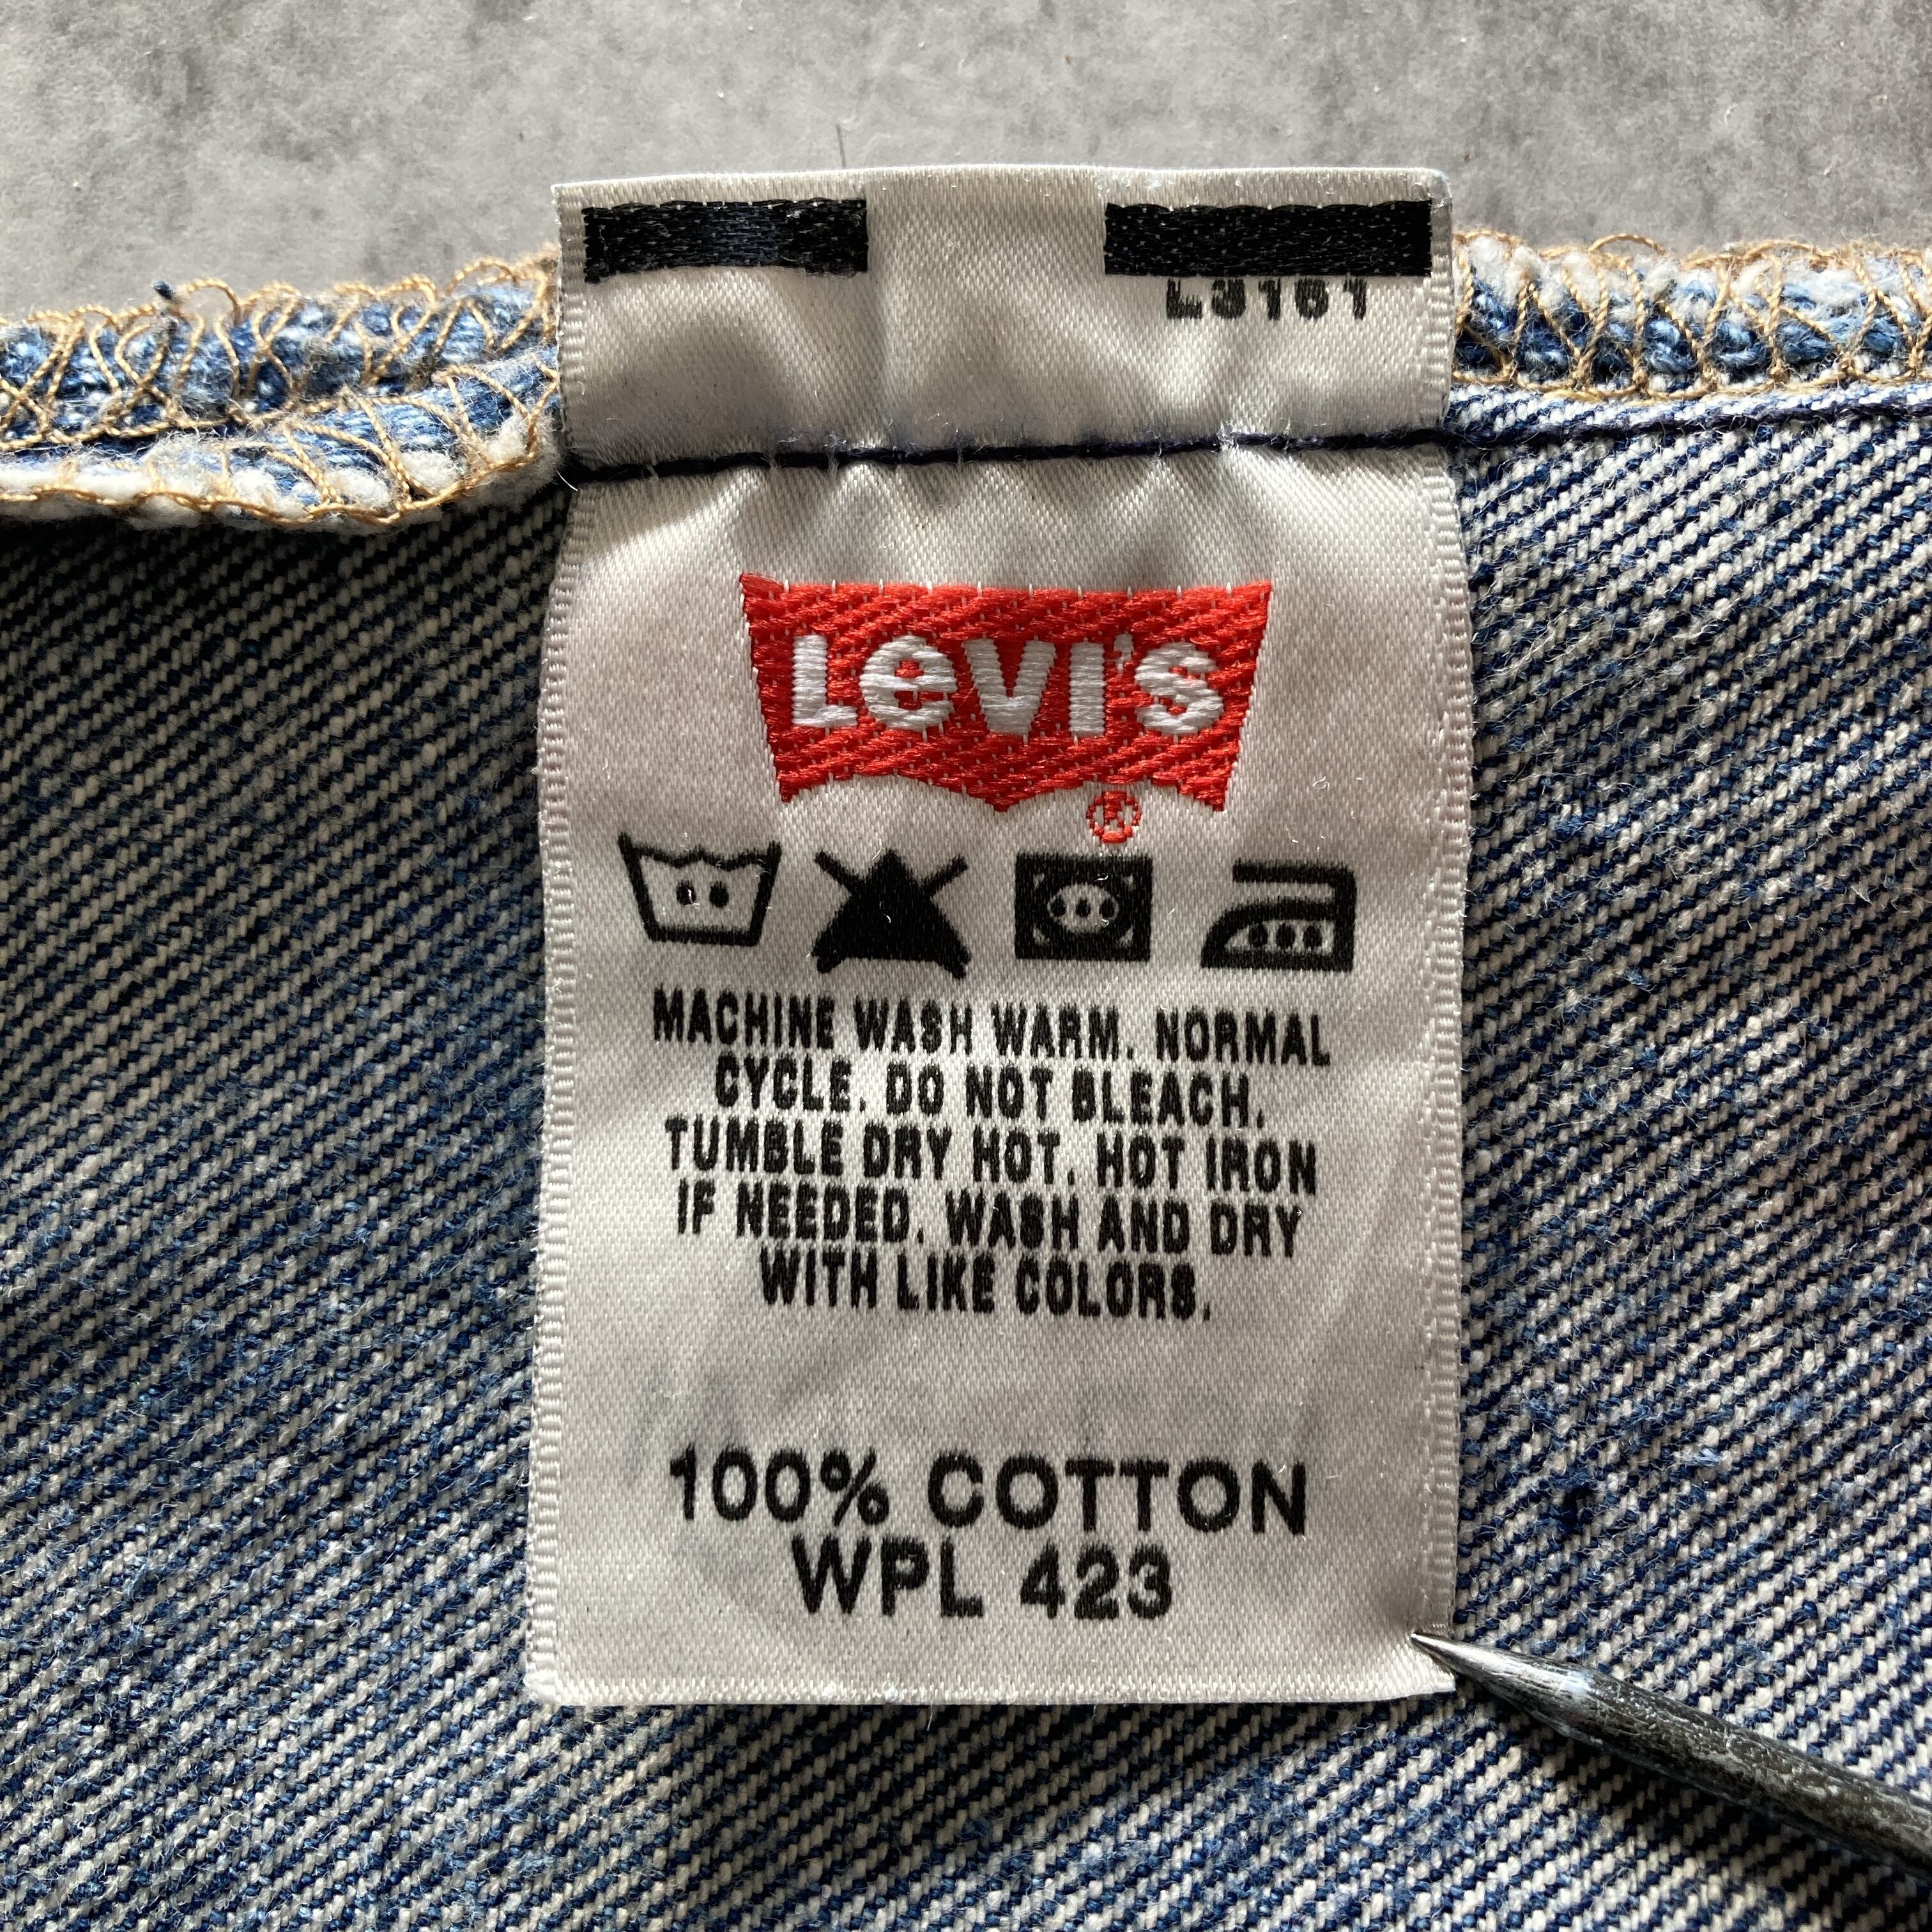 Levi's
®
MACHINE WASH WARM. NORMAL
CYCLE. DO NOT BLEACH.
TUMBLE DRY HOT. HOT IRON
IF NEEDED. WASH AND DRY
WITH LIKE COLORS.
100% COTTON
WPL 423